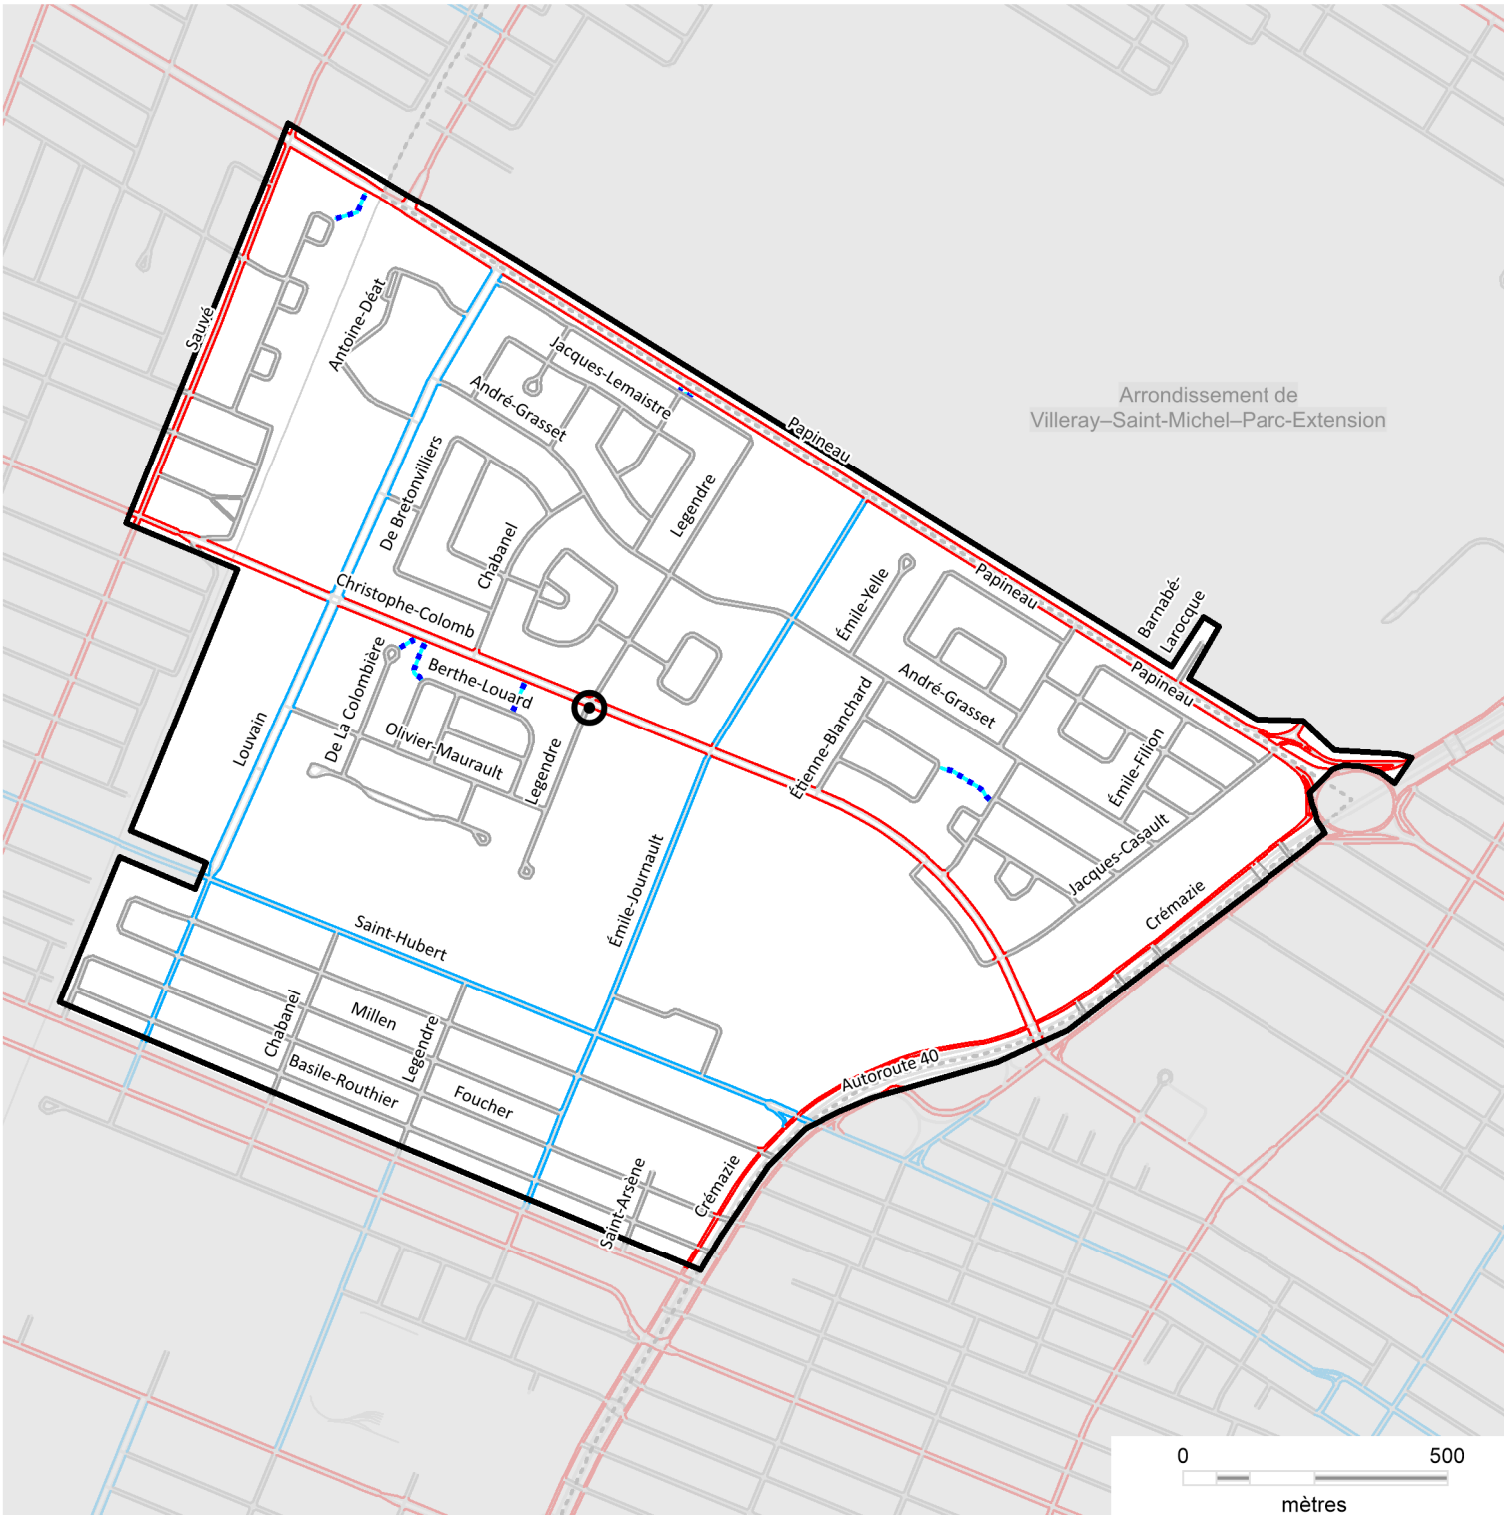 Sauvé
Antoine-Déat
Jacques-Lemaistre
André-Grasset
Papineau
Arrondissement de
Villeray–Saint-Michel–Parc-Extension
De Bretonvilliers
Chabanel
Legendre
Christophe-Colomb
Émile-Yelle
Papineau
Barnabé-
Larocque
Papineau
De La Colombière
Berthe-Louard
Olivier-Maurault
Legendre
Louvain
Étienne-Blanchard
André-Grasset
Émile-Filion
Jacques-Casault
Crémazie
Émile-Journault
Saint-Hubert
Chabanel
Millen
Legendre
Basile-Routhier
Foucher
Autoroute 40
Saint-Arsène
Crémazie
0 500
mètres